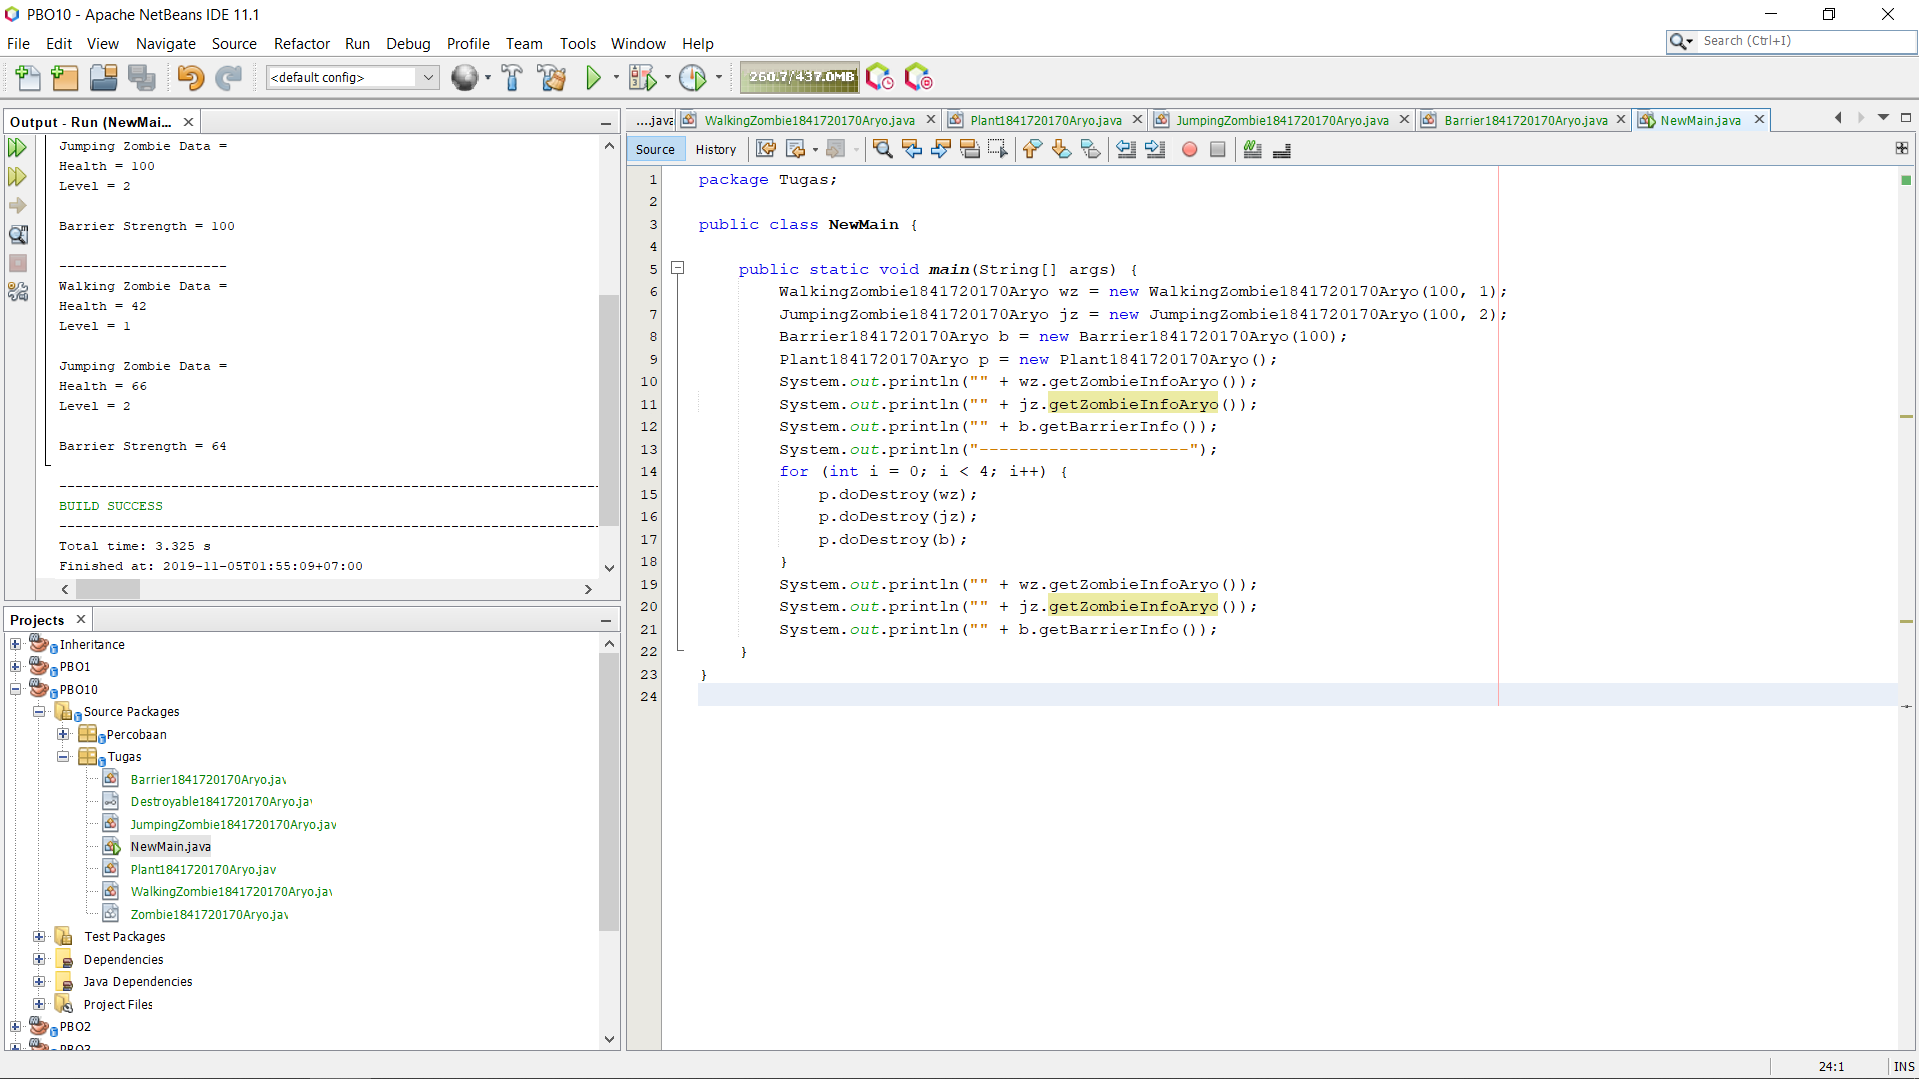 PBO10 - Apache NetBeans IDE 11.1
File Edit View Navigate Source Refactor Run Debug Profile Team Tools Window Help
Search (Ctrl+I)
<default config>
260.7/437.0MB
Output - Run (NewMai...
Jumping Zombie Data =
Health = 100
Level = 2
Barrier Strength = 100
---------------------
Walking Zombie Data =
Health = 42
Level = 1
Jumping Zombie Data =
Health = 66
Level = 2
Barrier Strength = 64
------------------------------------------------------------------------
BUILD SUCCESS
------------------------------------------------------------------------
Total time: 3.325 s
Finished at: 2019-11-05T01:55:09+07:00
Projects
Inheritance
PBO1
PBO10
Source Packages
Percobaan
Tugas
Barrier1841720170Aryo.jav
Destroyable1841720170Aryo.jav
JumpingZombie1841720170Aryo.jav
NewMain.java
Plant1841720170Aryo.jav
WalkingZombie1841720170Aryo.jav
Zombie1841720170Aryo.jav
Test Packages
Dependencies
Java Dependencies
Project Files
PBO2
PBO3
....java WalkingZombie1841720170Aryo.java Plant1841720170Aryo.java JumpingZombie1841720170Aryo.java Barrier1841720170Aryo.java NewMain.java
Source History
1 package Tugas;
2
3 public class NewMain {
4
5 public static void main(String[] args) {
6 WalkingZombie1841720170Aryo wz = new WalkingZombie1841720170Aryo(100, 1);
7 JumpingZombie1841720170Aryo jz = new JumpingZombie1841720170Aryo(100, 2);
8 Barrier1841720170Aryo b = new Barrier1841720170Aryo(100);
9 Plant1841720170Aryo p = new Plant1841720170Aryo();
10 System.out.println("" + wz.getZombieInfoAryo());
11 System.out.println("" + jz.getZombieInfoAryo());
12 System.out.println("" + b.getBarrierInfo());
13 System.out.println("---------------------");
14 for (int i = 0; i < 4; i++) {
15 p.doDestroy(wz);
16 p.doDestroy(jz);
17 p.doDestroy(b);
18 }
19 System.out.println("" + wz.getZombieInfoAryo());
20 System.out.println("" + jz.getZombieInfoAryo());
21 System.out.println("" + b.getBarrierInfo());
22 }
23 }
24
24:1 INS